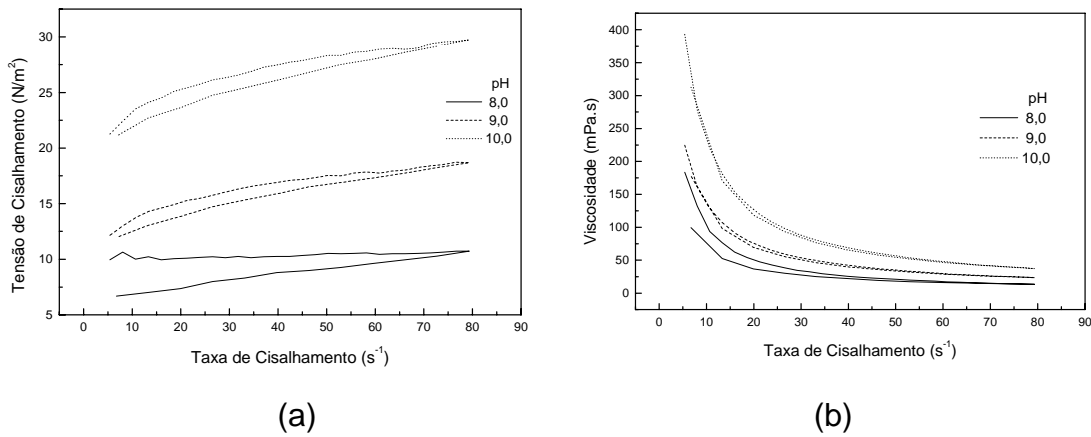 Tensão de Cisalhamento (N/m²)
30
25
20
15
10
5
0 10 20 30 40 50 60 70 80 90
Taxa de Cisalhamento (s⁻¹)
pH
8,0
9,0
10,0
(a)
Viscosidade (mPa.s)
400
350
300
250
200
150
100
50
0
0 10 20 30 40 50 60 70 80 90
Taxa de Cisalhamento (s⁻¹)
pH
8,0
9,0
10,0
(b)